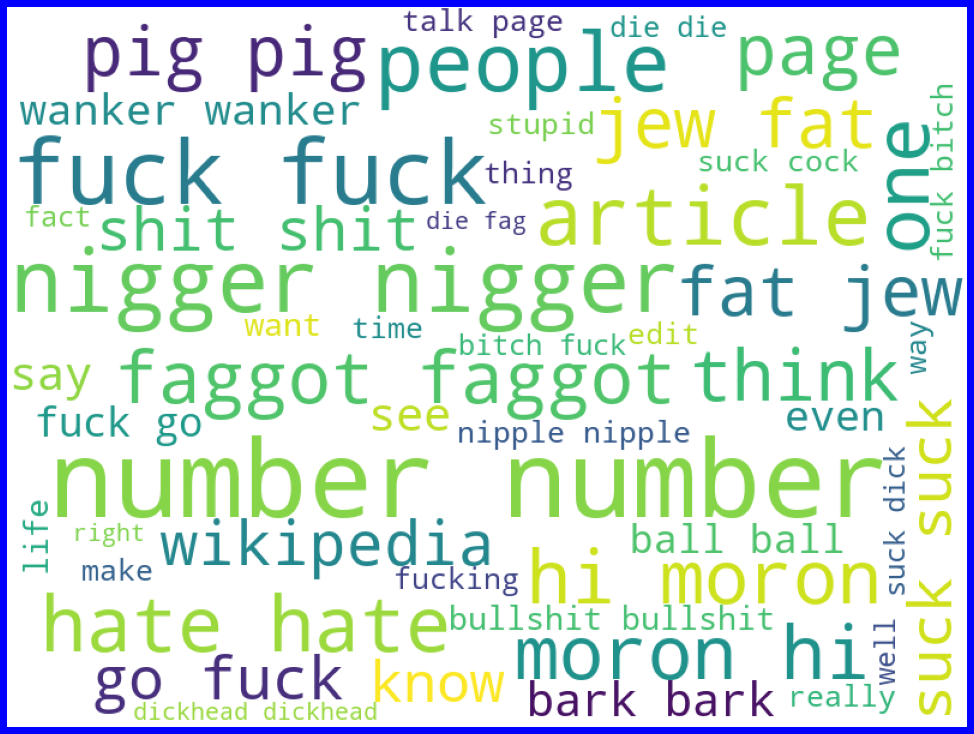 talk page
die die
pig pig
people
page
wanker wanker
stupid
jew fat
fuck bitch
one
fuck fuck
thing
suck cock
fact
shit shit
die fag
article
nigger nigger
fat jew
want
time
bitch fuck
edit
way
say
faggot faggot
think
fuck go
see
nipple nipple
even
suck suck
number number
suck dick
life
right
wikipedia
ball ball
make
fucking
hi moron
hate hate
bullshit bullshit
moron hi
well
go fuck
know
bark bark
really
dickhead dickhead